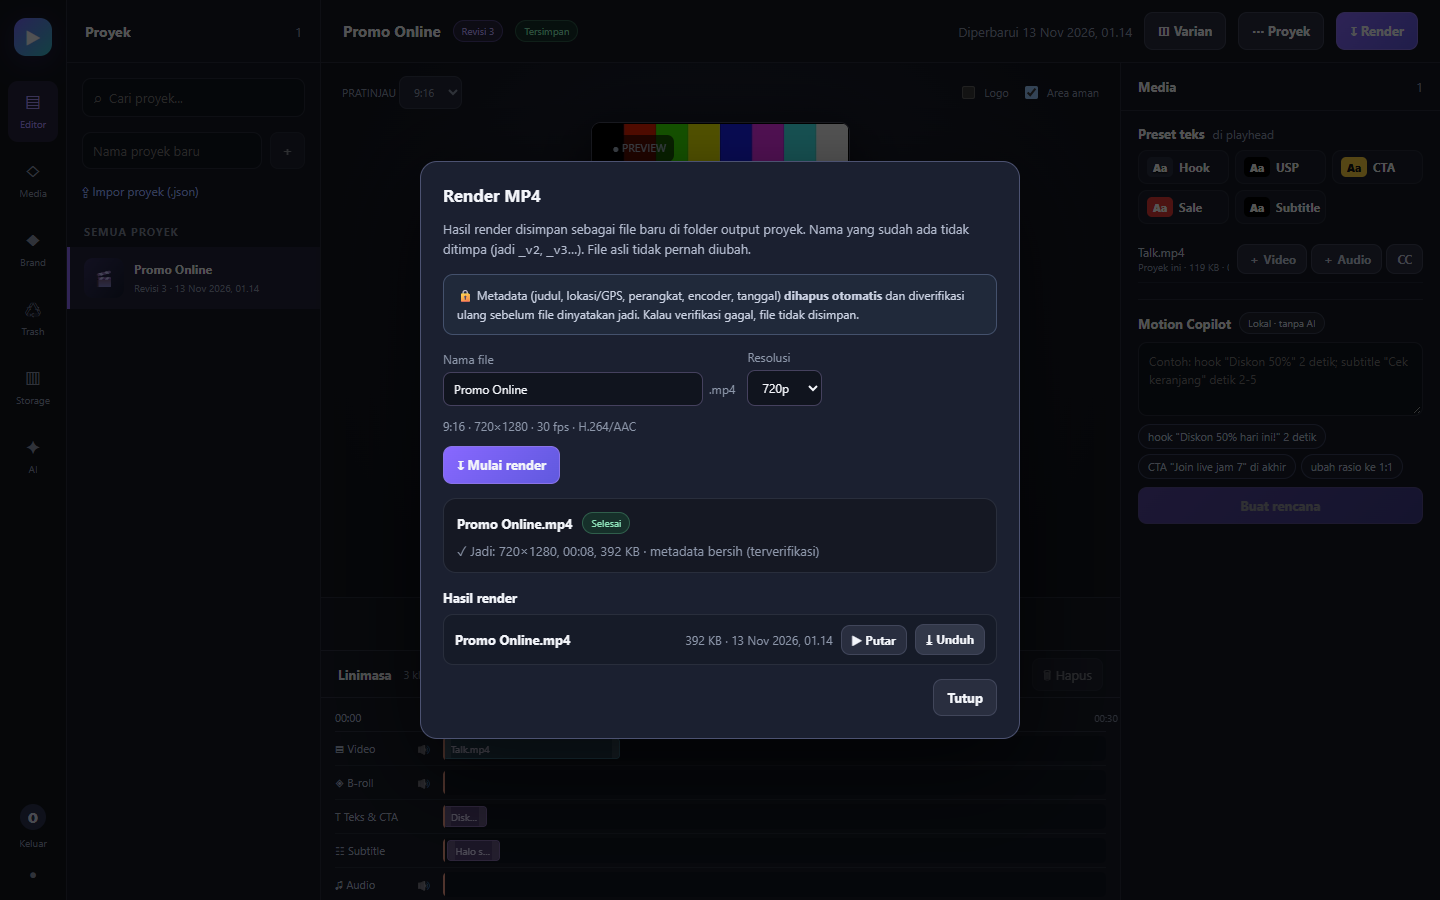 Proyek 1
Promo Online Revisi 3 Tersimpan
Diperbarui 13 Nov 2026, 01.14
Varian
Proyek
Render
Editor
Media
Brand
Trash
Storage
AI
O
Keluar
Cari proyek...
Nama proyek baru +
Impor proyek (.json)
SEMUA PROYEK
Promo Online
Revisi 3 · 13 Nov 2026, 01.14
PRATINJAU 9:16
Logo Area aman
● PREVIEW
Render MP4
Hasil render disimpan sebagai file baru di folder output proyek. Nama yang sudah ada tidak
ditimpa (jadi _v2, _v3...). File asli tidak pernah diubah.
Metadata (judul, lokasi/GPS, perangkat, encoder, tanggal) dihapus otomatis dan diverifikasi
ulang sebelum file dinyatakan jadi. Kalau verifikasi gagal, file tidak disimpan.
Nama file Resolusi
Promo Online .mp4 720p
9:16 · 720×1280 · 30 fps · H.264/AAC
Mulai render
Promo Online.mp4 Selesai
✓ Jadi: 720×1280, 00:08, 392 KB · metadata bersih (terverifikasi)
Hasil render
Promo Online.mp4 392 KB · 13 Nov 2026, 01.14 ▶ Putar Unduh
Tutup
Linimasa Hapus
00:00 00:30
Video Talk.mp4
B-roll
T Teks & CTA Disk...
Subtitle Halo s...
Audio
Media 1
Preset teks di playhead
Aa Hook Aa USP Aa CTA
Aa Sale Aa Subtitle
Talk.mp4
Proyek ini · 119 KB ·
+ Video + Audio CC
Motion Copilot Lokal · tanpa AI
Contoh: hook "Diskon 50%" 2 detik; subtitle "Cek
keranjang" detik 2-5
hook "Diskon 50% hari ini!" 2 detik
CTA "Join live jam 7" di akhir ubah rasio ke 1:1
Buat rencana